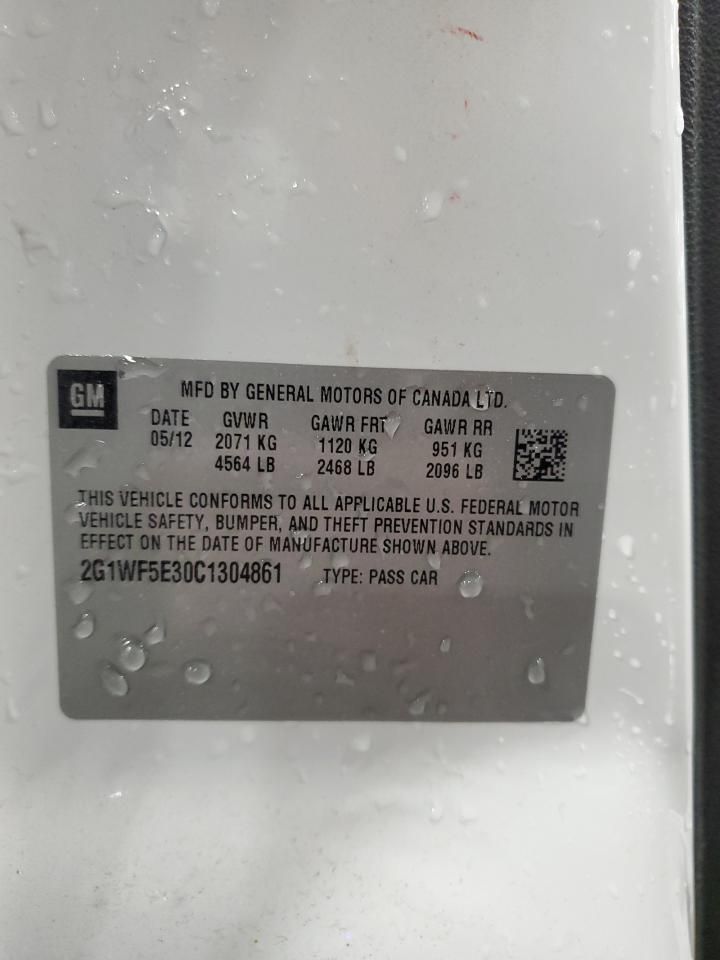 GM
MFD BY GENERAL MOTORS OF CANADA LTD.
DATE GVWR GAWR FRT GAWR RR
05/12 2071 KG 1120 KG 951 KG
4564 LB 2468 LB 2096 LB
THIS VEHICLE CONFORMS TO ALL APPLICABLE U.S. FEDERAL MOTOR
VEHICLE SAFETY, BUMPER, AND THEFT PREVENTION STANDARDS IN
EFFECT ON THE DATE OF MANUFACTURE SHOWN ABOVE.
2G1WF5E30C1304861 TYPE: PASS CAR